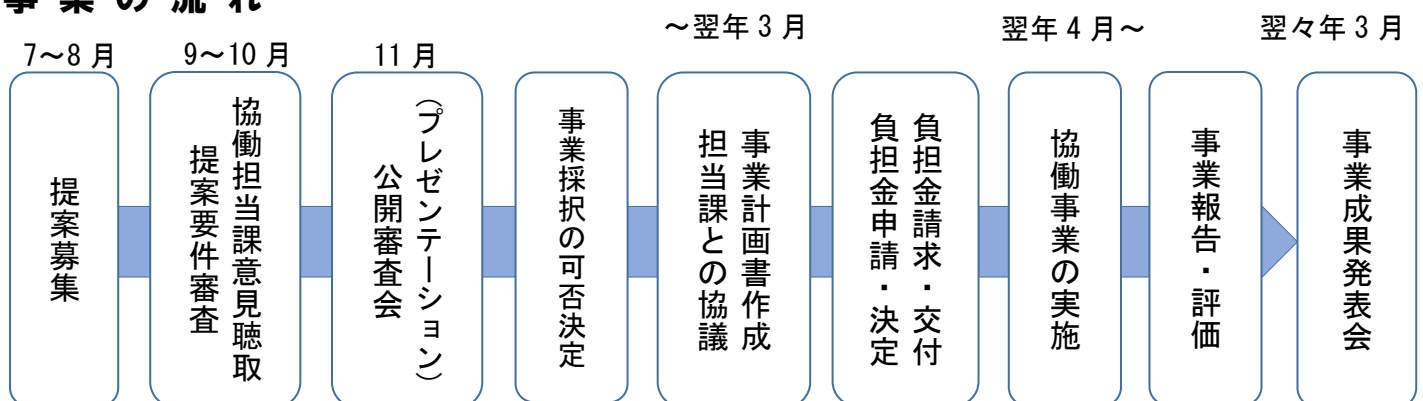 事業の流れ
7～8月
9～10月
11月
～翌年3月
翌年4月～
翌々年3月
提案募集
協働担当課意見聴取
提案要件審査
（プレゼンテーション）
公開審査会
事業採択の可否決定
事業計画書作成
担当課との協議
負担金請求・交付
負担金申請・決定
協働事業の実施
事業報告・評価
事業成果発表会